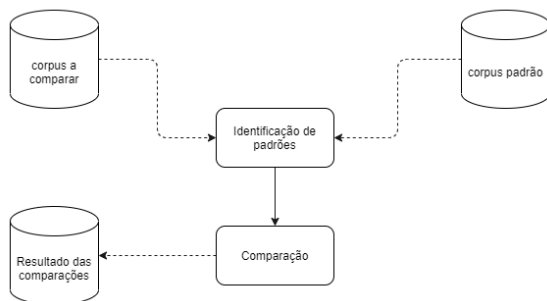 corpus a
comparar
corpus padrão
Identificação de
padrões
Comparação
Resultado das
comparações